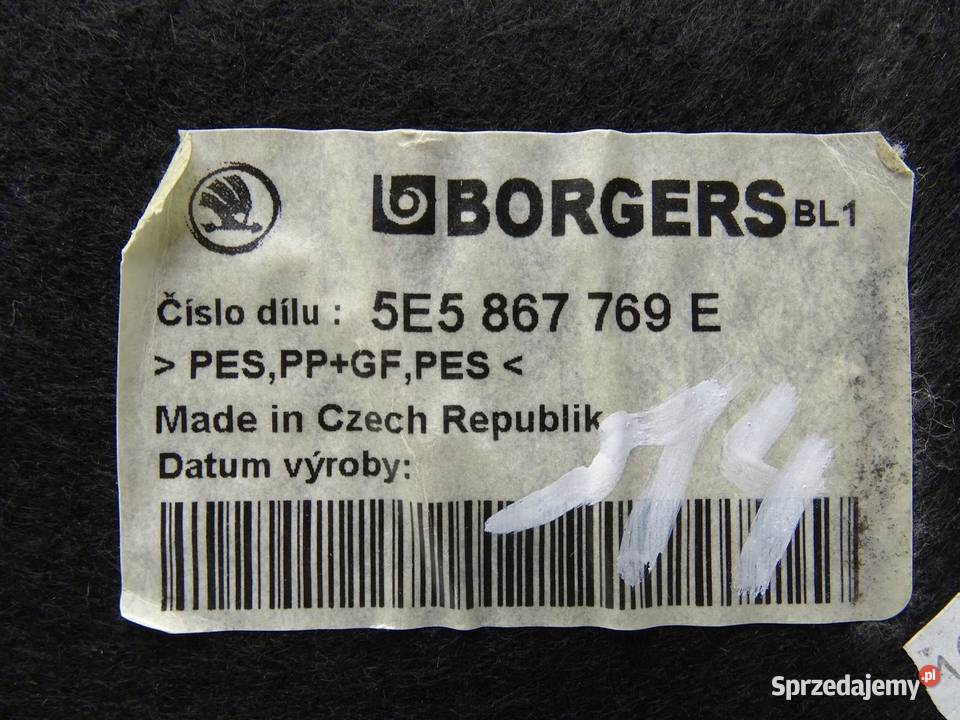 BORGERS BL1
Číslo dílu : 5E5 867 769 E
> PES,PP+GF,PES <
Made in Czech Republik
Datum výroby:
14
Sprzedajemy.pl